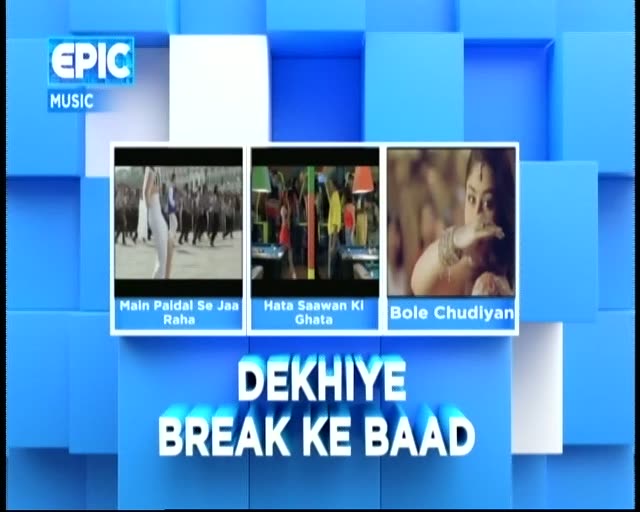 EPIC
MUSIC
Main Paidal Se Jaa
Raha
Hata Saawan Ki
Ghata
Bole Chudiyan
DEKHIYE
BREAK KE BAAD